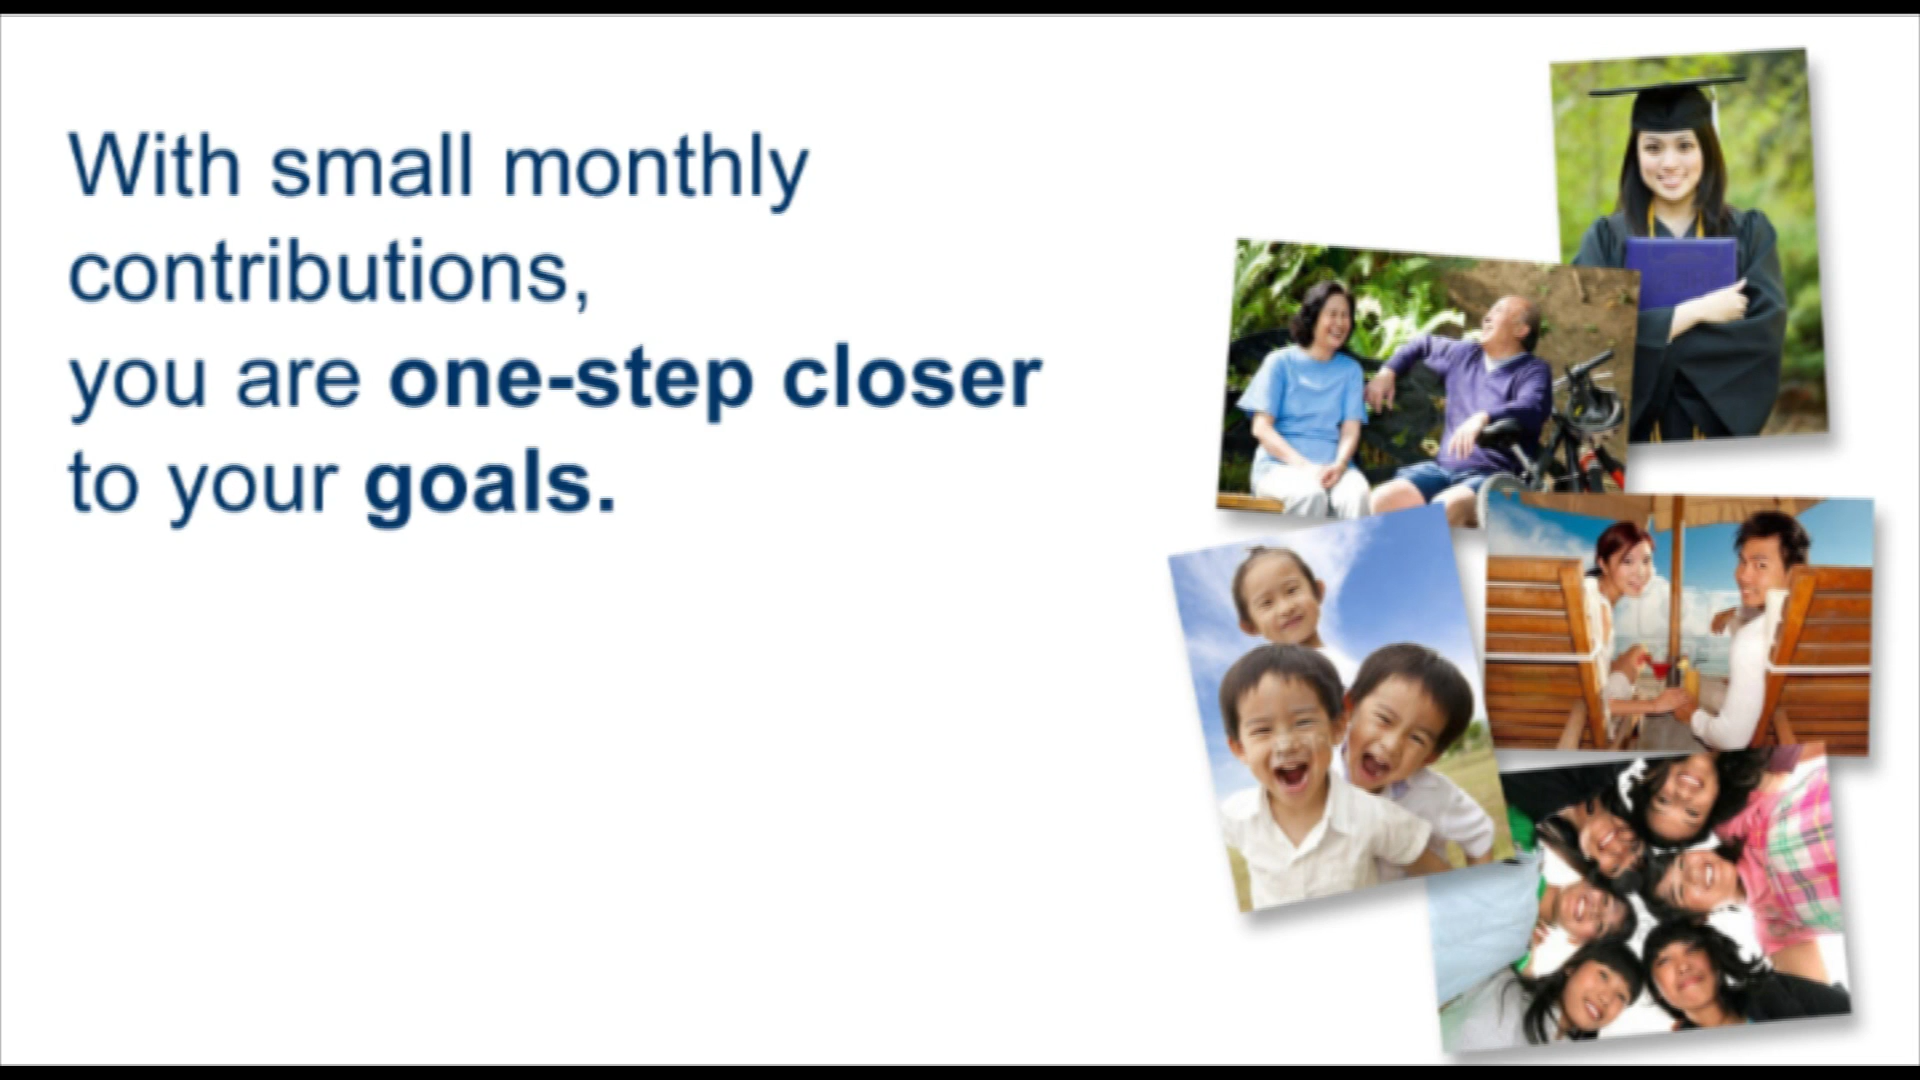 With small monthly
contributions,
you are one-step closer
to your goals.